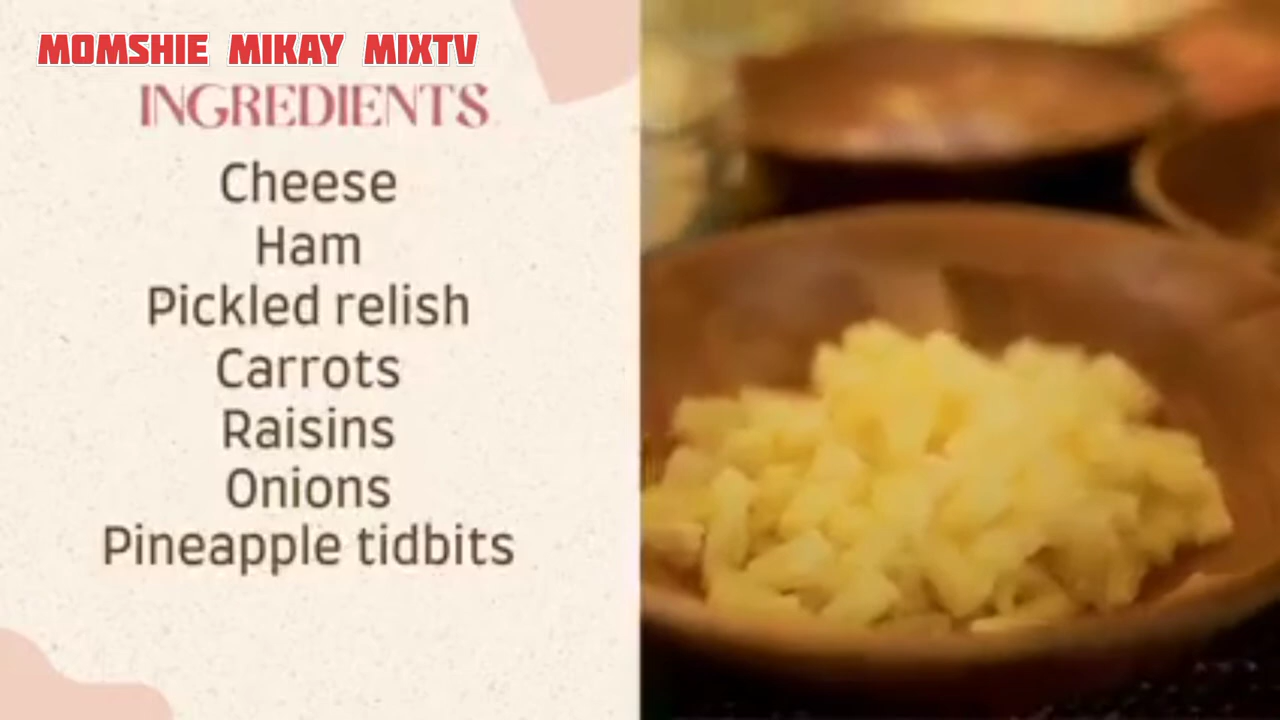 MOMSHIE MIKAY MIXTV
INGREDIENTS
Cheese
Ham
Pickled relish
Carrots
Raisins
Onions
Pineapple tidbits